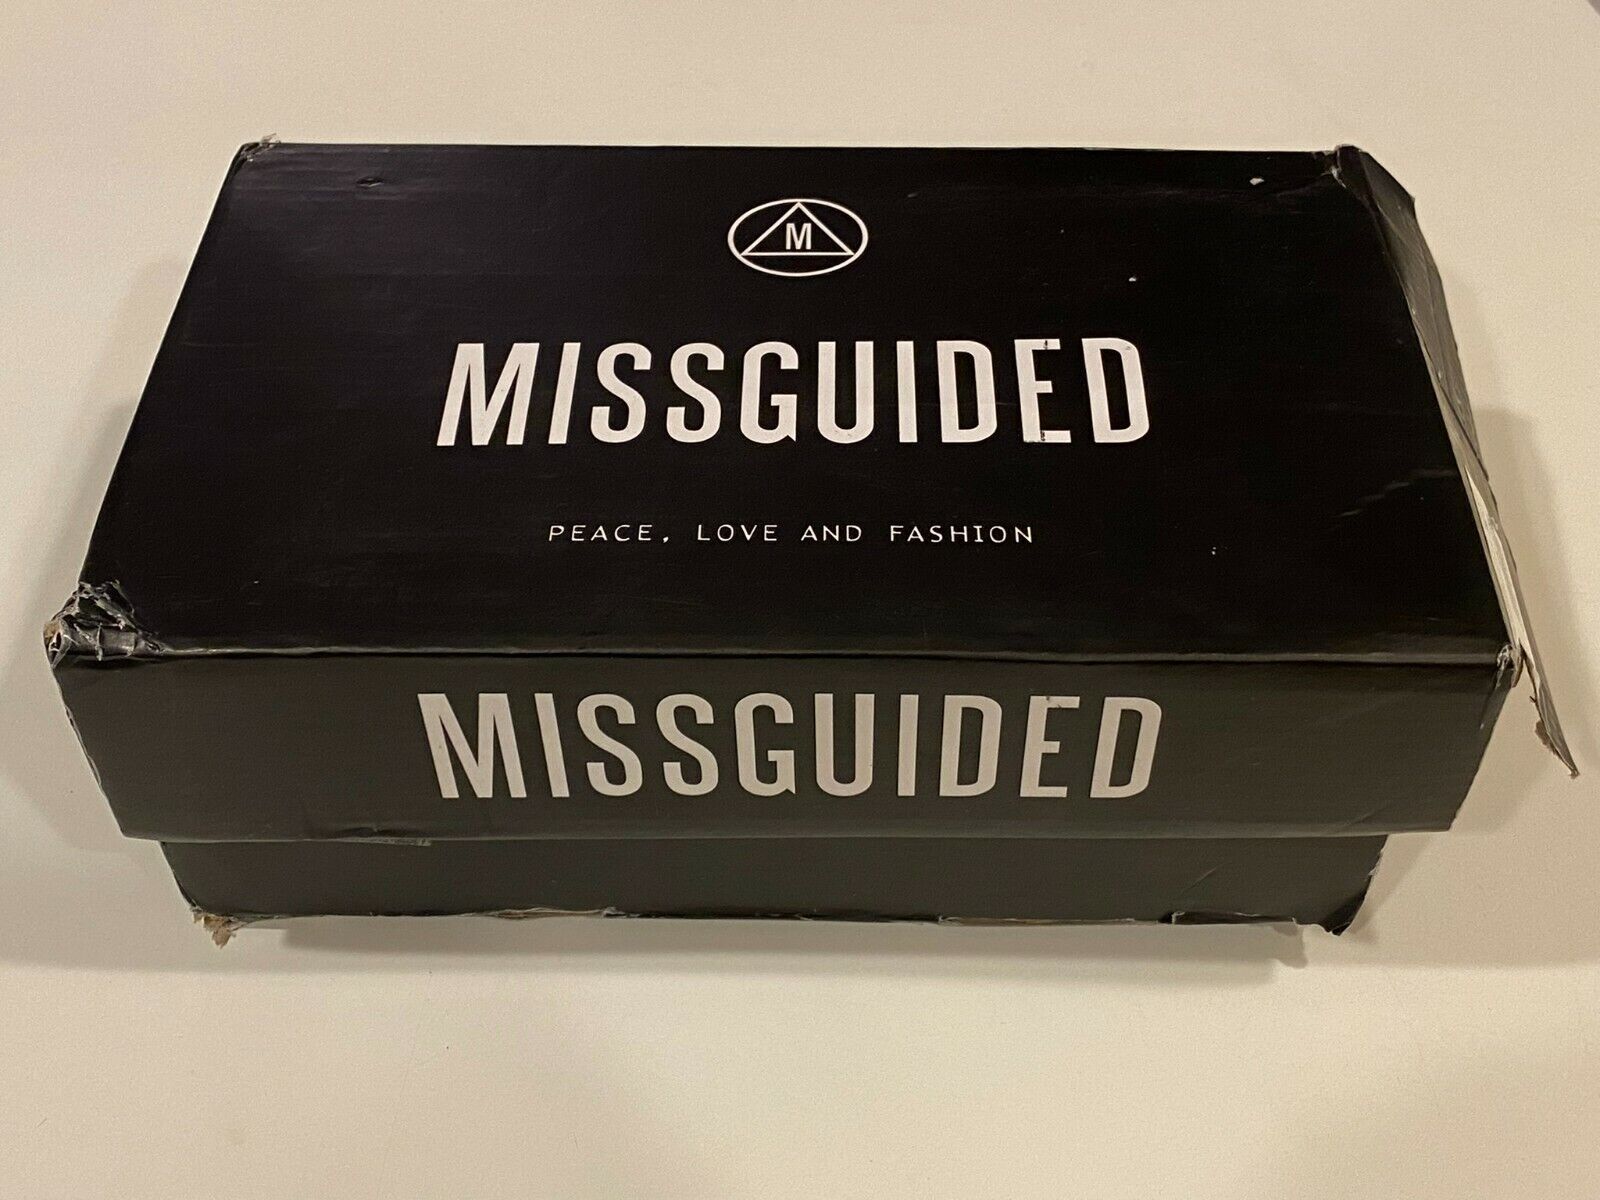 M
MISSGUIDED
PEACE, LOVE AND FASHION
MISSGUIDED